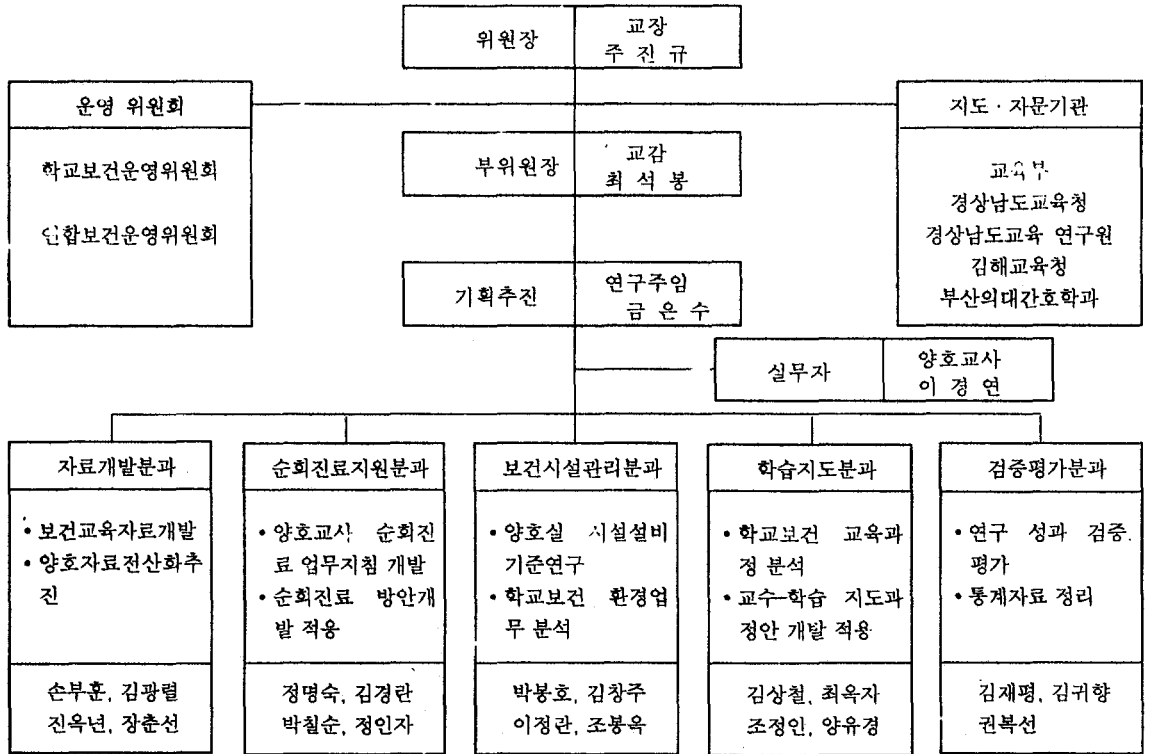 위원장
교장
주 진 규
운영 위원회
학교보건운영위원회
연합보건운영위원회
지도·자문기관
교육부
경상남도교육청
경상남도교육 연구원
김해교육청
부산의대간호학과
부위원장
교감
최 석 봉
기획추진
연구주임
금 은 수
실무자
양호교사
이 경 연
자료개발분과
• 보건교육자료개발
• 양호자료전산화추
진
손부훈, 김광렬
진옥년, 장춘선
순회진료지원분과
• 양호교사 순회진
료 업무지침 개발
• 순회진료 방안개
발 적용
정명숙, 김경란
박칠순, 정인자
보건시설관리분과
• 양호실 시설설비
기준연구
• 학교보건 환경업
무 분석
박봉호, 김창주
이정란, 조봉옥
학습지도분과
• 학교보건 교육과
정 분석
• 교수-학습 지도과
정안 개발 적용
김상철, 최옥자
조정인, 양유경
검증평가분과
• 연구 성과 검증.
평가
• 통계자료 정리
김재평, 김귀향
권복선